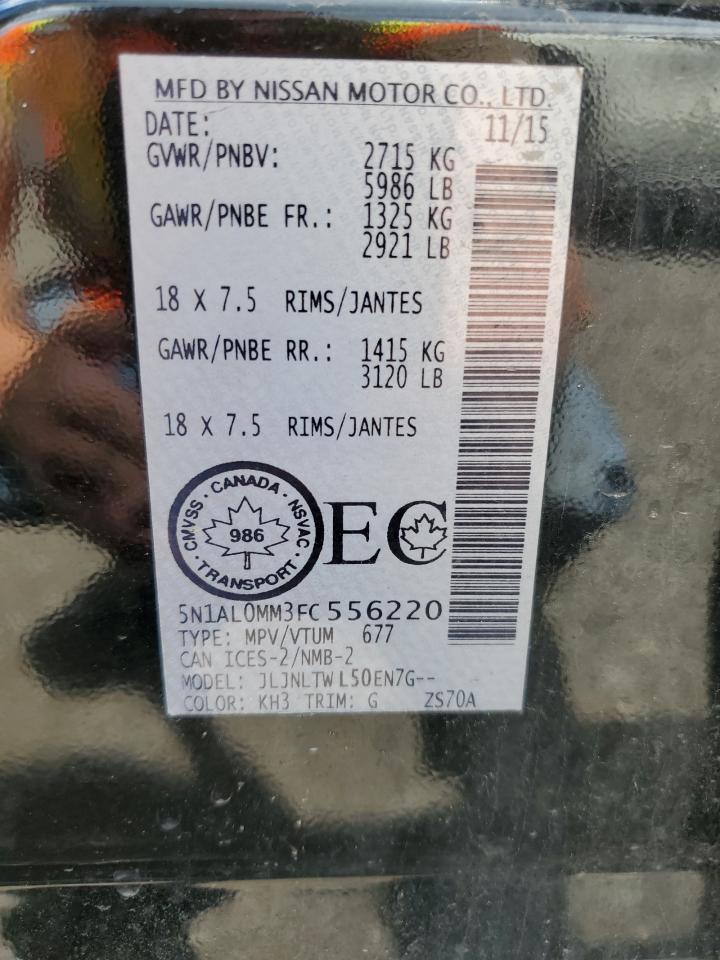 MFD BY NISSAN MOTOR CO., LTD.
DATE: 11/15
GVWR/PNBV: 2715 KG
5986 LB
GAWR/PNBE FR.: 1325 KG
2921 LB
18 X 7.5 RIMS/JANTES
GAWR/PNBE RR.: 1415 KG
3120 LB
18 X 7.5 RIMS/JANTES
CMVSS · CANADA · NSVAC · TRANSPORT ·
986
EC
5N1AL0MM3FC556220
TYPE: MPV/VTUM 677
CAN ICES-2/NMB-2
MODEL: JLJNLTWL50EN7G--
COLOR: KH3 TRIM: G ZS70A